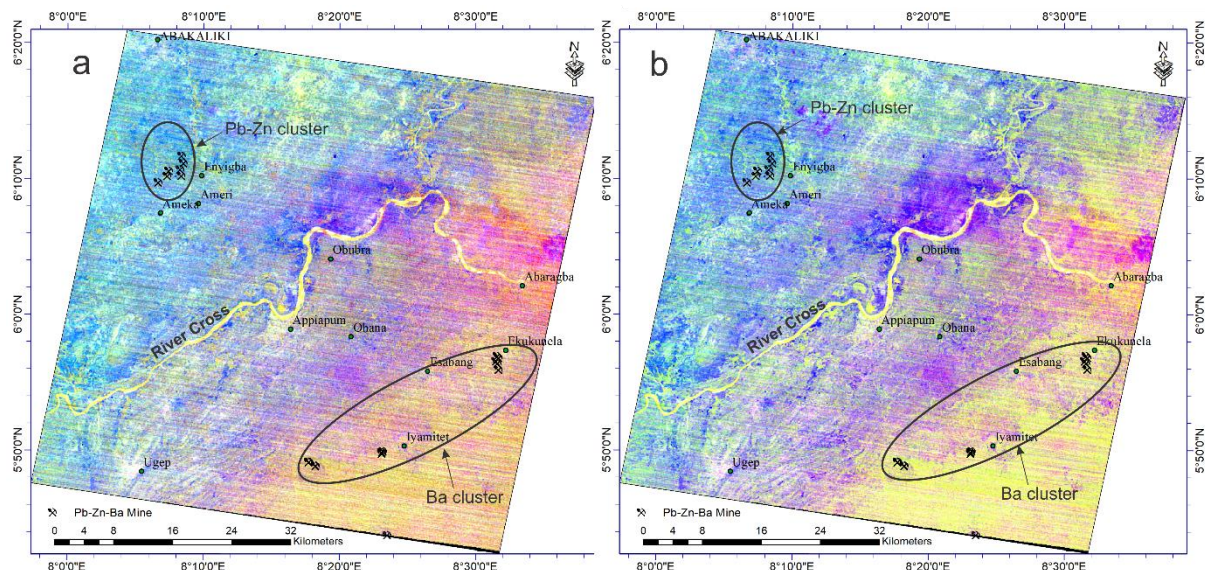 8°0'0"E 8°10'0"E 8°20'0"E 8°30'0"E
6°20'0"N
6°10'0"N
6°0'0"N
5°50'0"N
a
ABAKALIKI
N
Pb-Zn cluster
Enyigba
Ameri
Ameka
Obubra
Abaragba
River Cross
Appiapum
Obana
Ekukunela
Esabang
Iyamitet
Ugep
Ba cluster
Pb-Zn-Ba Mine
0 4 8 16 24 32
Kilometers
8°0'0"E 8°10'0"E 8°20'0"E 8°30'0"E
8°0'0"E 8°10'0"E 8°20'0"E 8°30'0"E
b
ABAKALIKI
N
Pb-Zn cluster
Enyigba
Ameri
Ameka
Obubra
Abaragba
River Cross
Appiapum
Obana
Ekukunela
Esabang
Iyamitet
Ugep
Ba cluster
Pb-Zn-Ba Mine
0 4 8 16 24 32
Kilometers
6°20'0"N
6°10'0"N
6°0'0"N
5°50'0"N
8°0'0"E 8°10'0"E 8°20'0"E 8°30'0"E